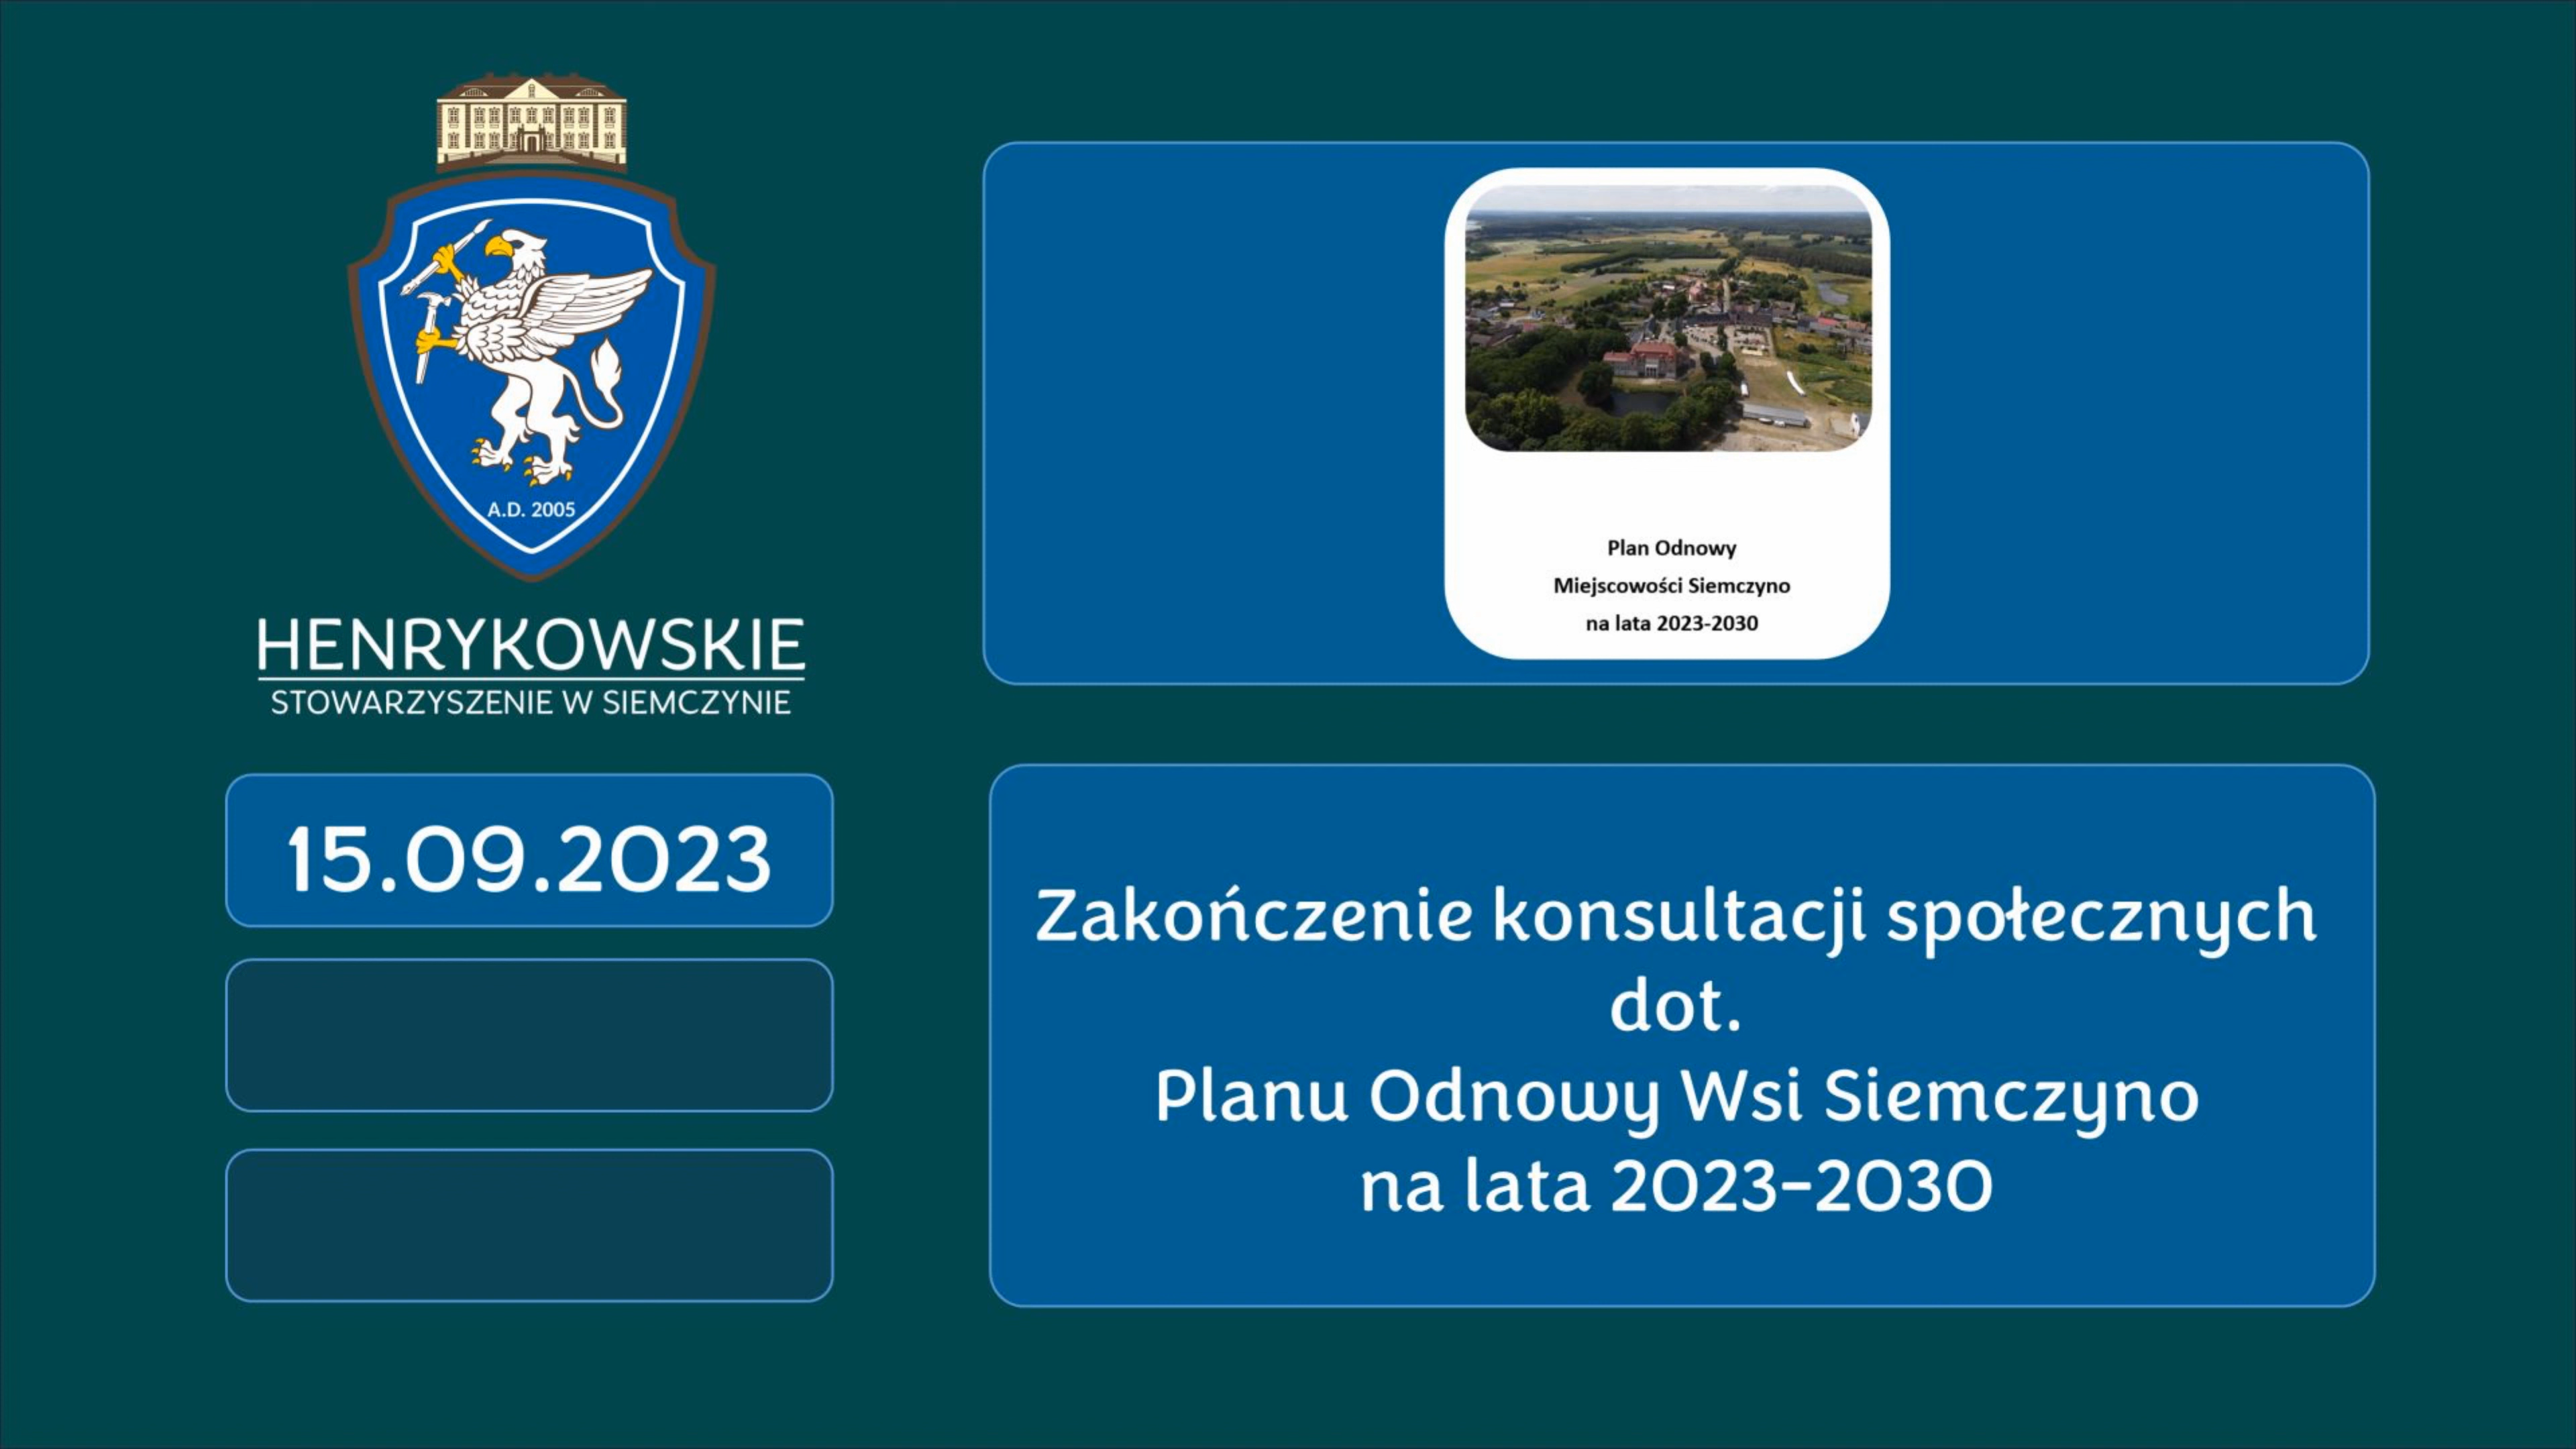 A.D. 2005
HENRYKOWSKIE
STOWARZYSZENIE W SIEMCZYNIE
15.09.2023
Plan Odnowy
Miejscowości Siemczyno
na lata 2023-2030
Zakończenie konsultacji społecznych
dot.
Planu Odnowy Wsi Siemczyno
na lata 2023-2030